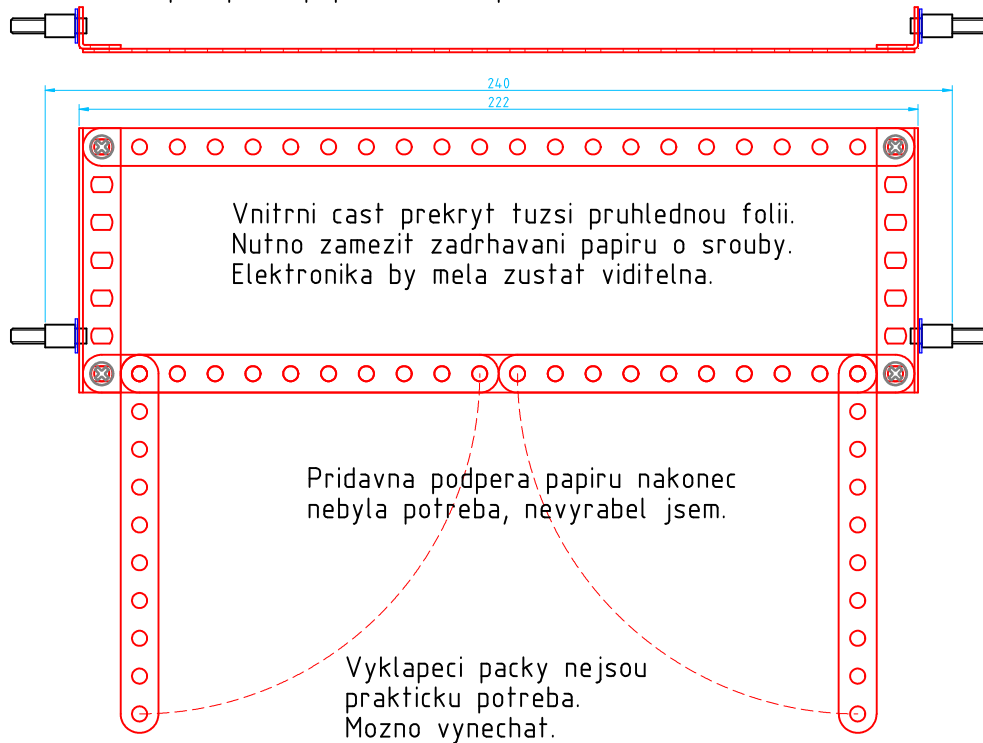 240
222
Vnitrni cast prekryt tuzsi pruhlednou folii.
Nutno zamezit zadrhavani papiru o srouby.
Elektronika by mela zustat viditelna.
Pridavna podpera papiru nakonec
nebyla potreba, nevyrabel jsem.
Vyklapeci packy nejsou
prakticku potreba.
Mozno vynechat.